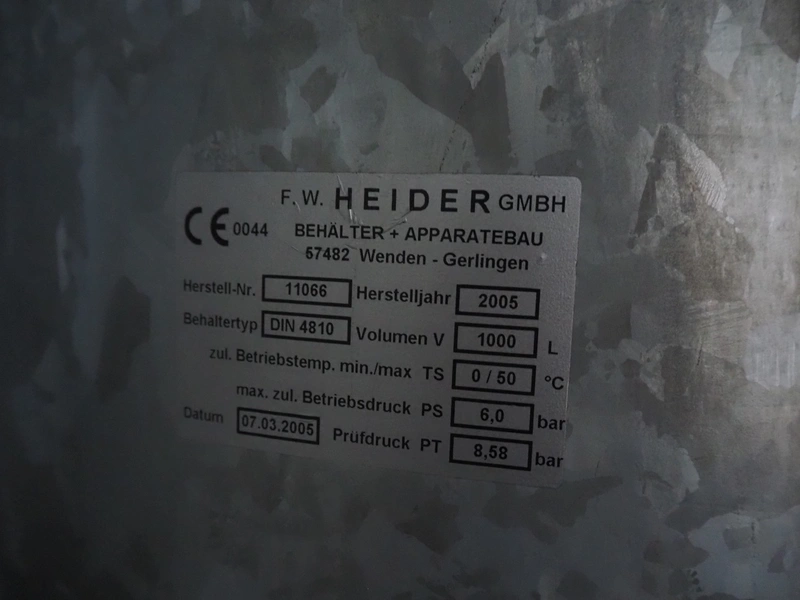 F. W. HEIDER GMBH
CE 0044 BEHÄLTER + APPARATEBAU
57482 Wenden - Gerlingen
Herstell-Nr. 11066 Herstelljahr 2005
Behältertyp DIN 4810 Volumen V 1000 L
zul. Betriebstemp. min./max TS 0 / 50 °C
max. zul. Betriebsdruck PS 6,0 bar
Datum 07.03.2005 Prüfdruck PT 8,58 bar